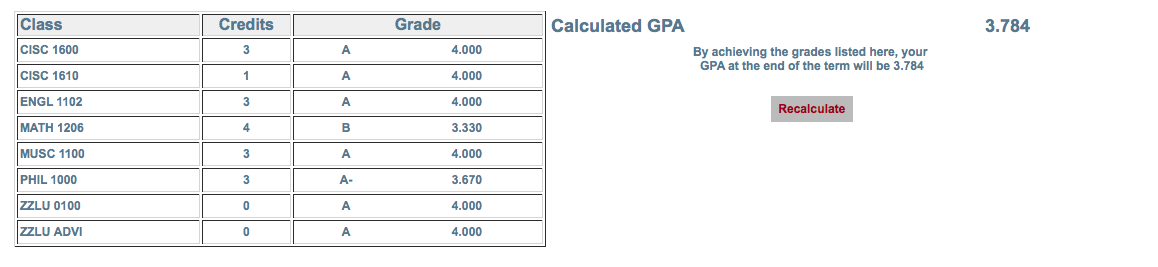 Class Credits Grade
CISC 1600 3 A 4.000
CISC 1610 1 A 4.000
ENGL 1102 3 A 4.000
MATH 1206 4 B 3.330
MUSC 1100 3 A 4.000
PHIL 1000 3 A- 3.670
ZZLU 0100 0 A 4.000
ZZLU ADVI 0 A 4.000
Calculated GPA 3.784
By achieving the grades listed here, your
GPA at the end of the term will be 3.784
Recalculate